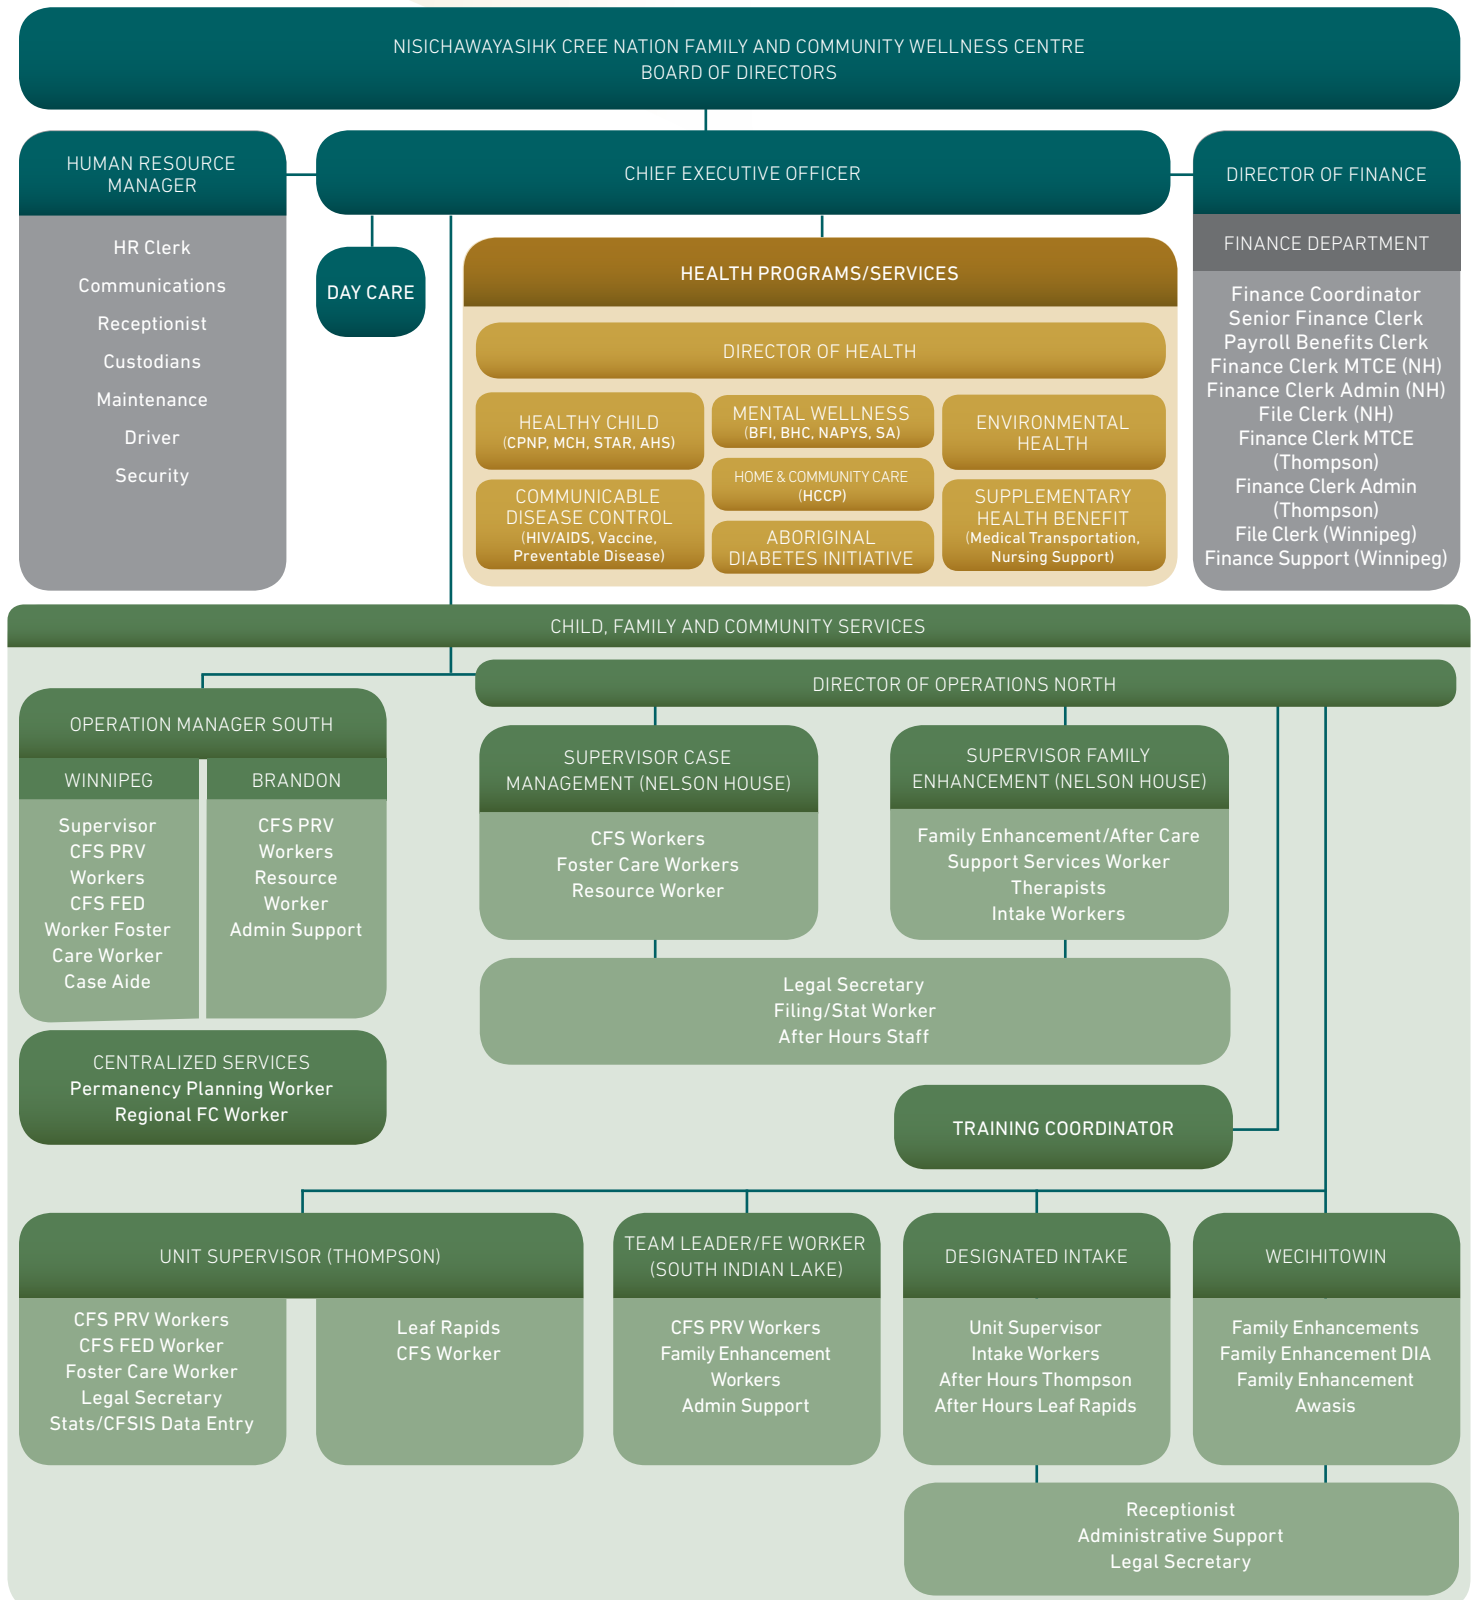 NISICHAWAYASIHK CREE NATION FAMILY AND COMMUNITY WELLNESS CENTRE
BOARD OF DIRECTORS
HUMAN RESOURCE
MANAGER
HR Clerk
Communications
Receptionist
Custodians
Maintenance
Driver
Security
CHIEF EXECUTIVE OFFICER
DAY CARE
HEALTH PROGRAMS/SERVICES
DIRECTOR OF HEALTH
HEALTHY CHILD
(CPNP, MCH, STAR, AHS)
COMMUNICABLE
DISEASE CONTROL
(HIV/AIDS, Vaccine,
Preventable Disease)
MENTAL WELLNESS
(BFI, BHC, NAPYS, SA)
HOME & COMMUNITY CARE
(HCCP)
ABORIGINAL
DIABETES INITIATIVE
ENVIRONMENTAL
HEALTH
SUPPLEMENTARY
HEALTH BENEFIT
(Medical Transportation,
Nursing Support)
DIRECTOR OF FINANCE
FINANCE DEPARTMENT
Finance Coordinator
Senior Finance Clerk
Payroll Benefits Clerk
Finance Clerk MTCE (NH)
Finance Clerk Admin (NH)
File Clerk (NH)
Finance Clerk MTCE
(Thompson)
Finance Clerk Admin
(Thompson)
File Clerk (Winnipeg)
Finance Support (Winnipeg)
CHILD, FAMILY AND COMMUNITY SERVICES
OPERATION MANAGER SOUTH
WINNIPEG
Supervisor
CFS PRV
Workers
CFS FED
Worker Foster
Care Worker
Case Aide
BRANDON
CFS PRV
Workers
Resource
Worker
Admin Support
CENTRALIZED SERVICES
Permanency Planning Worker
Regional FC Worker
DIRECTOR OF OPERATIONS NORTH
SUPERVISOR CASE
MANAGEMENT (NELSON HOUSE)
CFS Workers
Foster Care Workers
Resource Worker
SUPERVISOR FAMILY
ENHANCEMENT (NELSON HOUSE)
Family Enhancement/After Care
Support Services Worker
Therapists
Intake Workers
Legal Secretary
Filing/Stat Worker
After Hours Staff
TRAINING COORDINATOR
UNIT SUPERVISOR (THOMPSON)
CFS PRV Workers
CFS FED Worker
Foster Care Worker
Legal Secretary
Stats/CFSIS Data Entry
Leaf Rapids
CFS Worker
TEAM LEADER/FE WORKER
(SOUTH INDIAN LAKE)
CFS PRV Workers
Family Enhancement
Workers
Admin Support
DESIGNATED INTAKE
Unit Supervisor
Intake Workers
After Hours Thompson
After Hours Leaf Rapids
WECIHITOWIN
Family Enhancements
Family Enhancement DIA
Family Enhancement
Awasis
Receptionist
Administrative Support
Legal Secretary